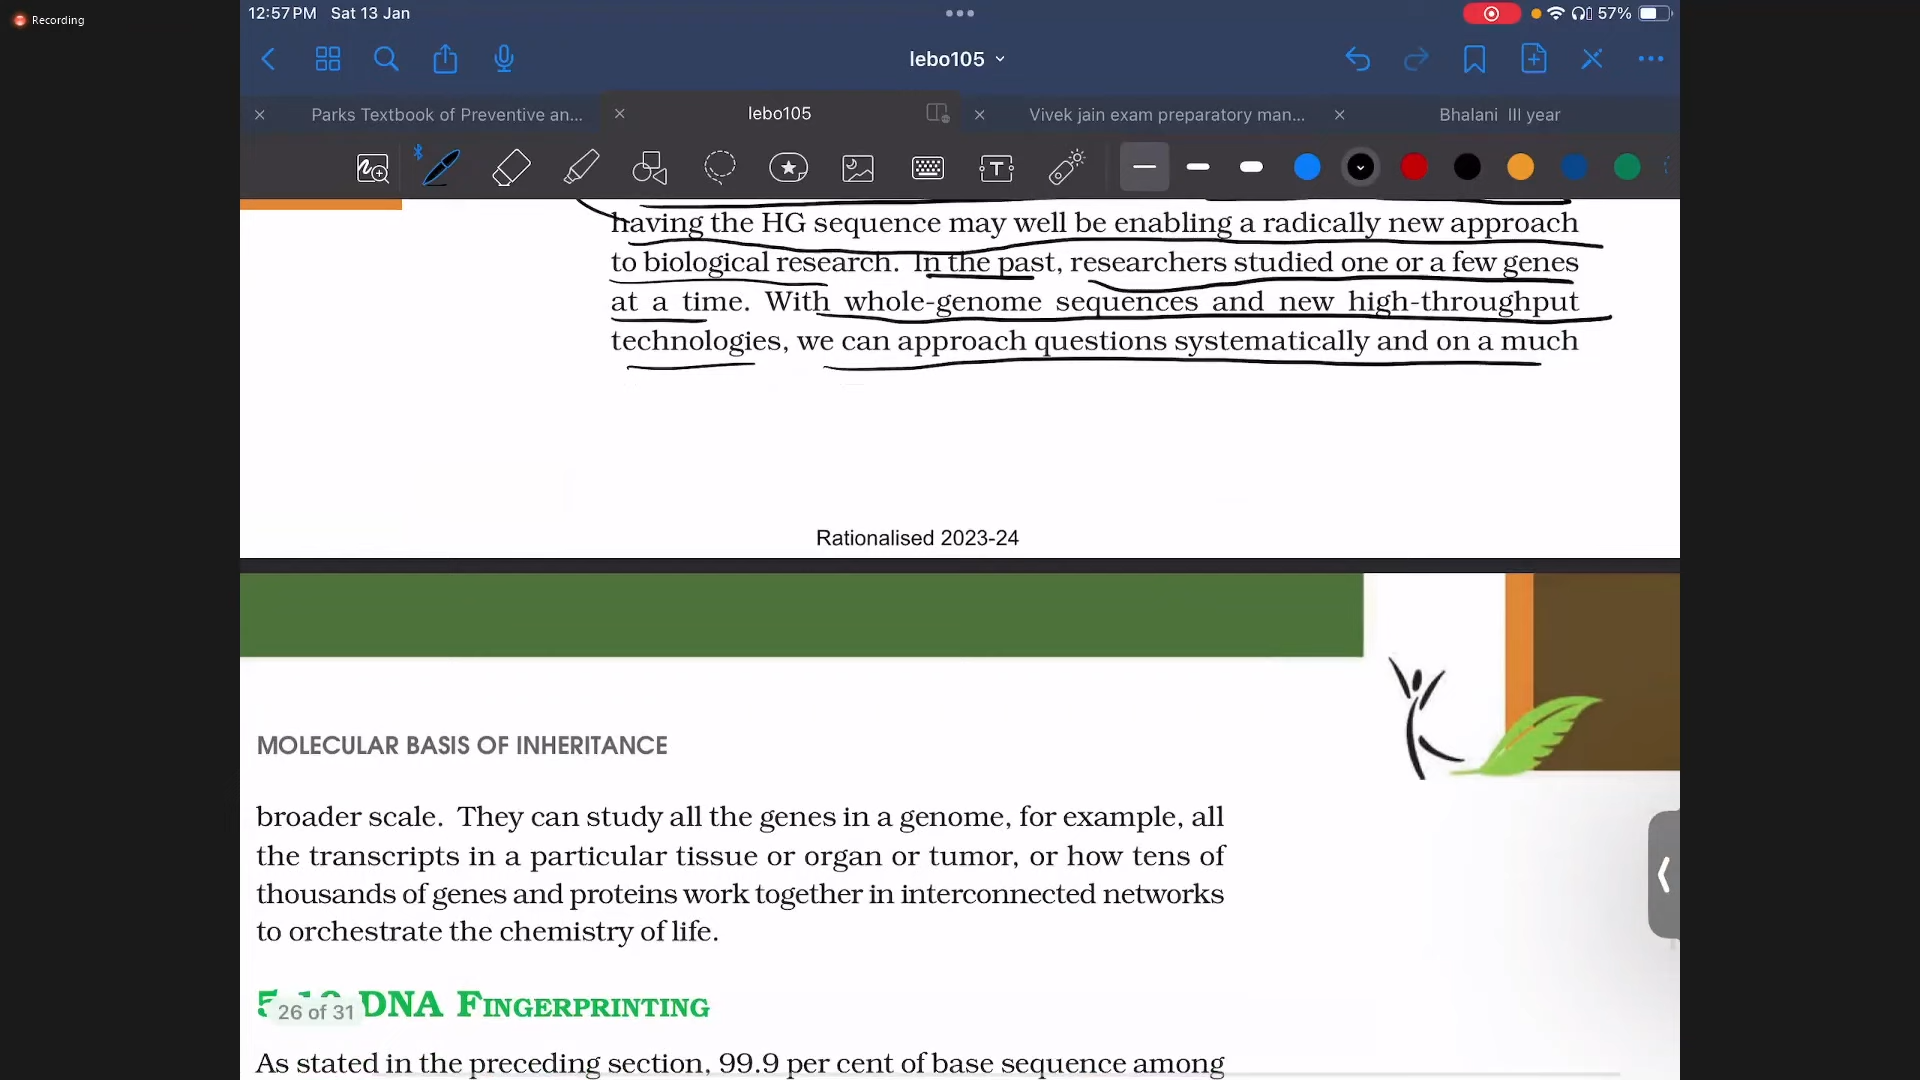 Recording
12:57 PM Sat 13 Jan
57%
lebo105
Parks Textbook of Preventive an...
lebo105
Vivek jain exam preparatory man...
Bhalani III year
having the HG sequence may well be enabling a radically new approach
to biological research. In the past, researchers studied one or a few genes
at a time. With whole-genome sequences and new high-throughput
technologies, we can approach questions systematically and on a much
Rationalised 2023-24
MOLECULAR BASIS OF INHERITANCE
broader scale. They can study all the genes in a genome, for example, all
the transcripts in a particular tissue or organ or tumor, or how tens of
thousands of genes and proteins work together in interconnected networks
to orchestrate the chemistry of life.
DNA FINGERPRINTING
26 of 31
As stated in the preceding section, 99.9 per cent of base sequence among